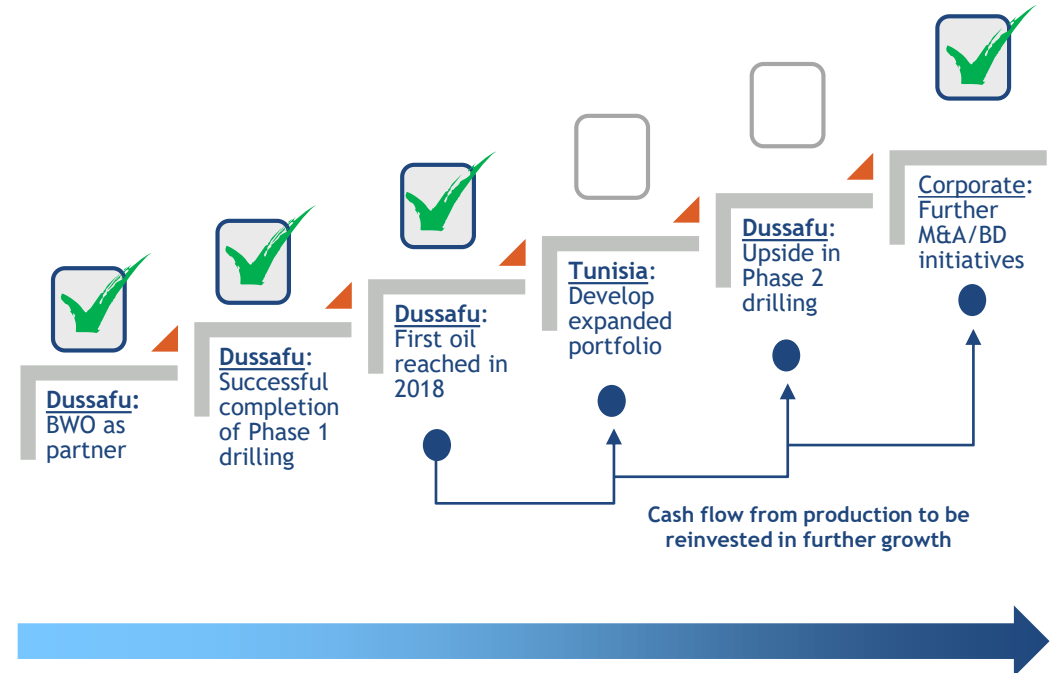 Dussafu:
BWO as
partner
Dussafu:
Successful
completion
of Phase 1
drilling
Dussafu:
First oil
reached in
2018
Tunisia:
Develop
expanded
portfolio
Dussafu:
Upside in
Phase 2
drilling
Corporate:
Further
M&A/BD
initiatives
Cash flow from production to be
reinvested in further growth